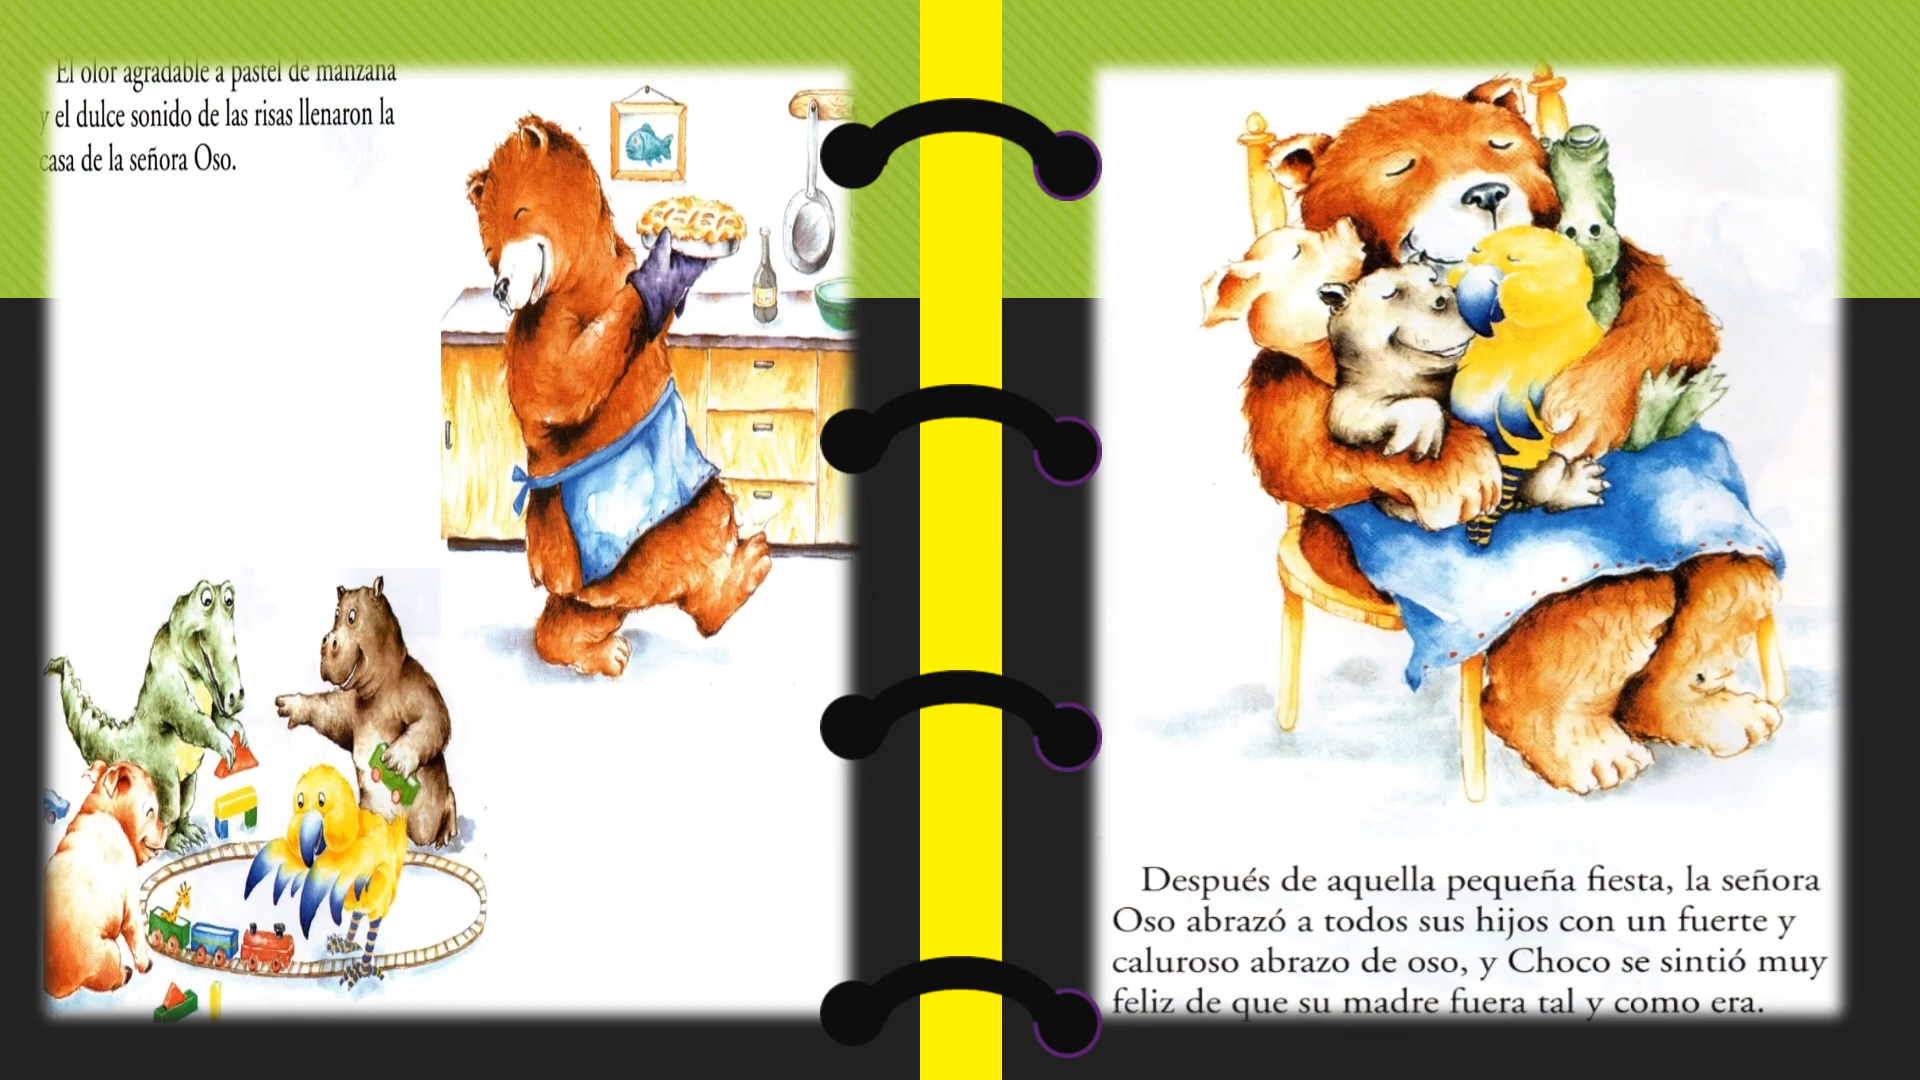 El olor agradable a pastel de manzana
y el dulce sonido de las risas llenaron la
casa de la señora Oso.
Después de aquella pequeña fiesta, la señora
Oso abrazó a todos sus hijos con un fuerte y
caluroso abrazo de oso, y Choco se sintió muy
feliz de que su madre fuera tal y como era.